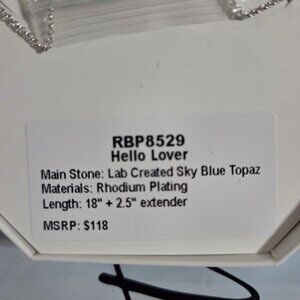 RBP8529
Hello Lover
Main Stone: Lab Created Sky Blue Topaz
Materials: Rhodium Plating
Length: 18" + 2.5" extender
MSRP: $118